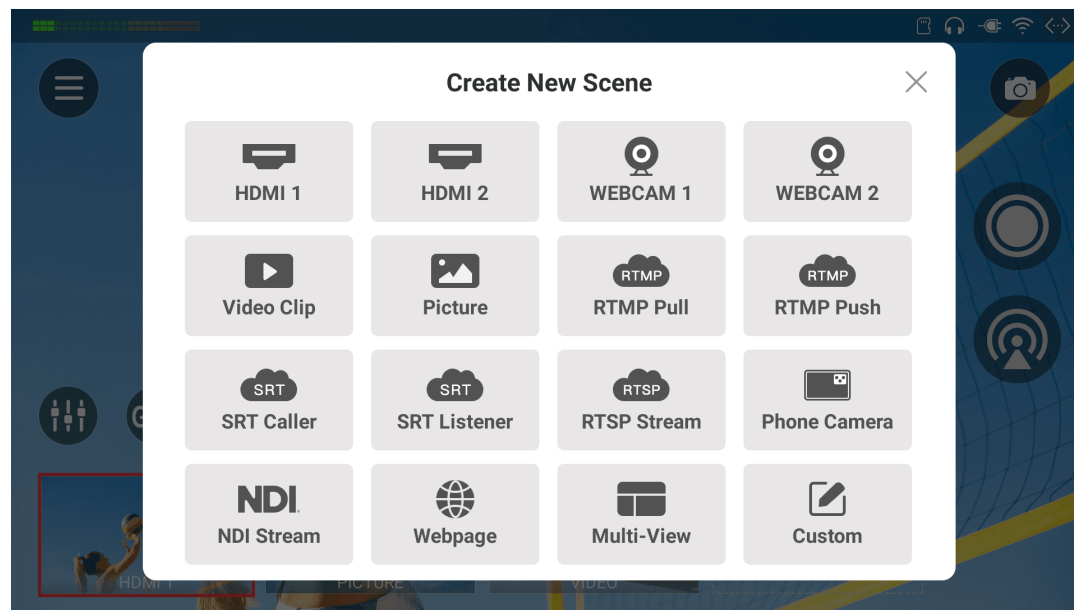 Create New Scene
HDMI 1
HDMI 2
WEBCAM 1
WEBCAM 2
Video Clip
Picture
RTMP
RTMP Pull
RTMP
RTMP Push
SRT
SRT Caller
SRT
SRT Listener
RTSP
RTSP Stream
Phone Camera
NDI
NDI Stream
Webpage
Multi-View
Custom
G
HDMI 1
PICTURE
VIDEO